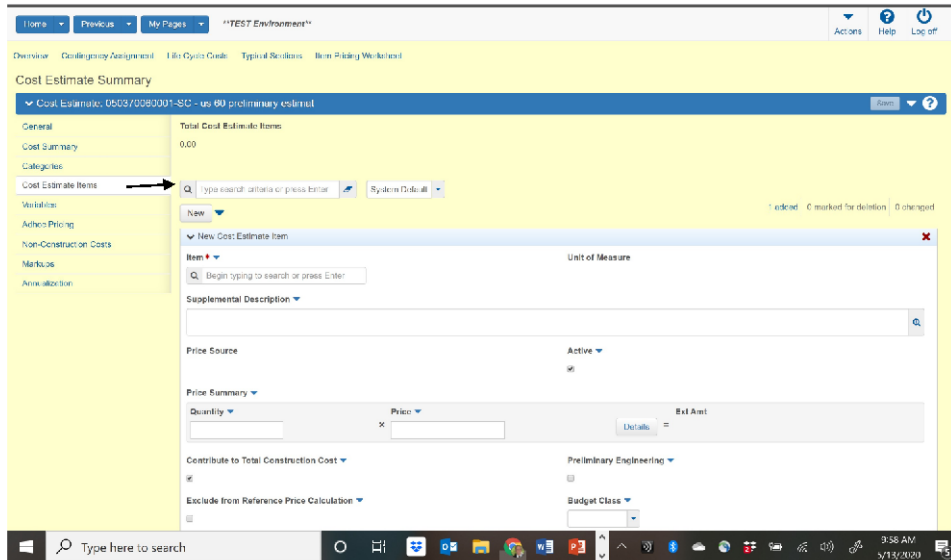 Home Previous My Pages **TEST Environment** Actions Help Log off
Overview Contingency Assignment Life Cycle Costs Typical Sections Item Pricing Worksheet
Cost Estimate Summary
Cost Estimate: 050370060001-SC - us 60 preliminary estimat Save
General
Cost Summary
Categories
Cost Estimate Items
Variables
Adhoc Pricing
Non-Construction Costs
Markups
Annualization
Total Cost Estimate Items
0.00
Type search criteria or press Enter System Default
New 1 added 0 marked for deletion 0 changed
New Cost Estimate Item
Item* Unit of Measure
Begin typing to search or press Enter
Supplemental Description
Price Source Active
Price Summary
Quantity Price Ext Amt
× Details =
Contribute to Total Construction Cost Preliminary Engineering
Exclude from Reference Price Calculation Budget Class
Type here to search 9:58 AM
5/13/2020